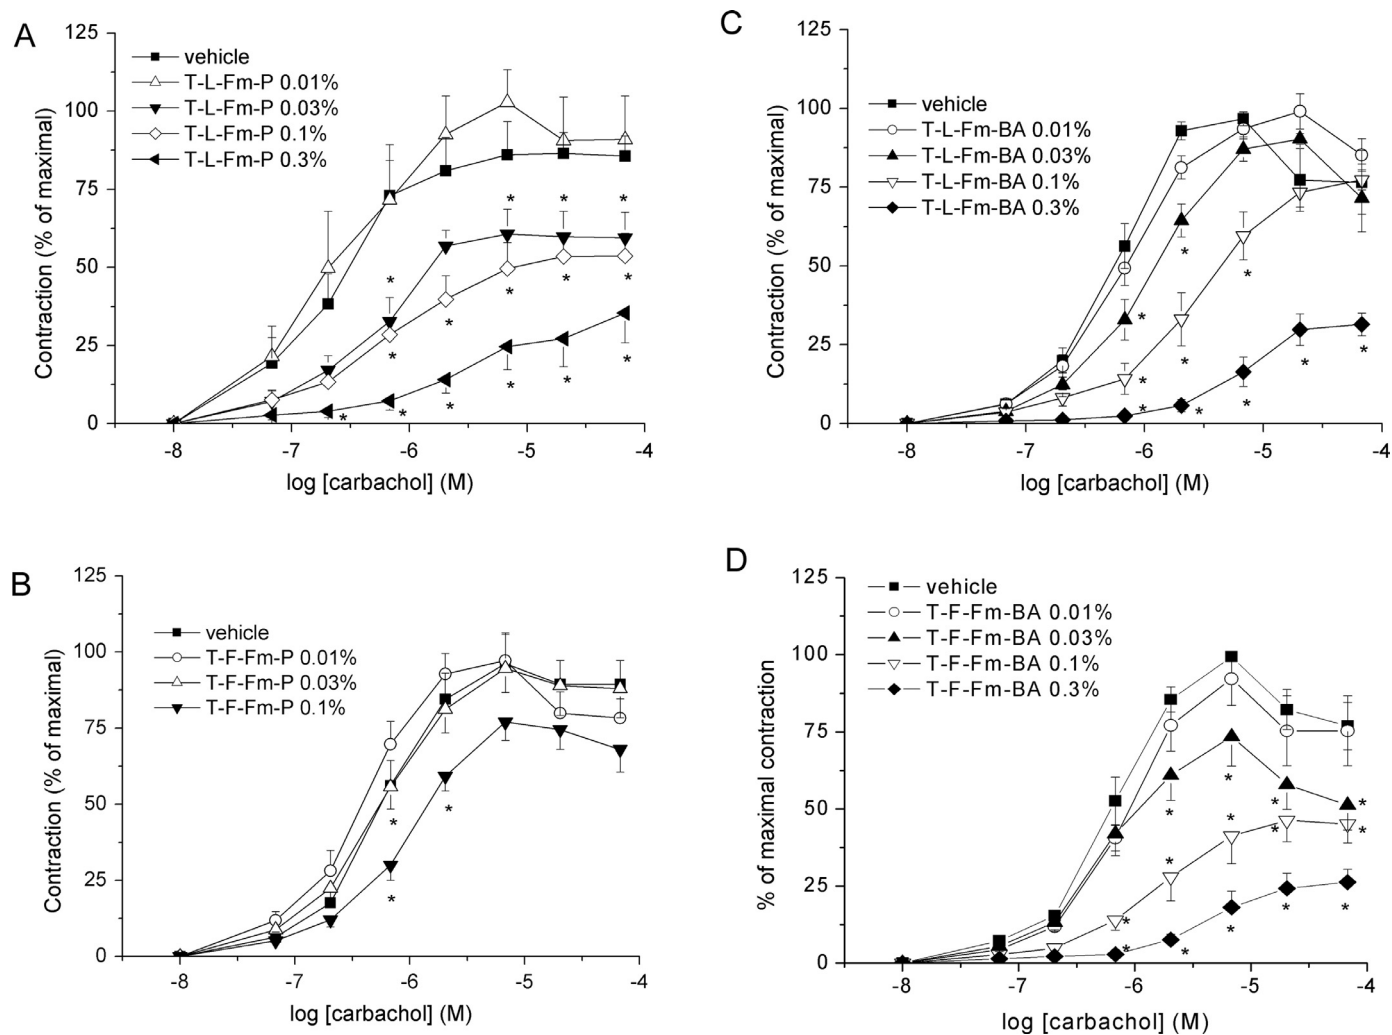 A
Contraction (% of maximal)
125
100
75
50
25
0
vehicle
T-L-Fm-P 0.01%
T-L-Fm-P 0.03%
T-L-Fm-P 0.1%
T-L-Fm-P 0.3%
* * *
*
* * *
*
*
* * *
* * *
-8 -7 -6 -5 -4
log [carbachol] (M)
C
Contraction (% of maximal)
125
100
75
50
25
0
vehicle
T-L-Fm-BA 0.01%
T-L-Fm-BA 0.03%
T-L-Fm-BA 0.1%
T-L-Fm-BA 0.3%
* *
*
* * *
* * *
-8 -7 -6 -5 -4
log [carbachol] (M)
B
Contraction (% of maximal)
125
100
75
50
25
0
vehicle
T-F-Fm-P 0.01%
T-F-Fm-P 0.03%
T-F-Fm-P 0.1%
* *
*
-8 -7 -6 -5 -4
log [carbachol] (M)
D
% of maximal contraction
125
100
75
50
25
0
vehicle
T-F-Fm-BA 0.01%
T-F-Fm-BA 0.03%
T-F-Fm-BA 0.1%
T-F-Fm-BA 0.3%
*
* *
* * * *
*
* * *
* * *
-8 -7 -6 -5 -4
log [carbachol] (M)